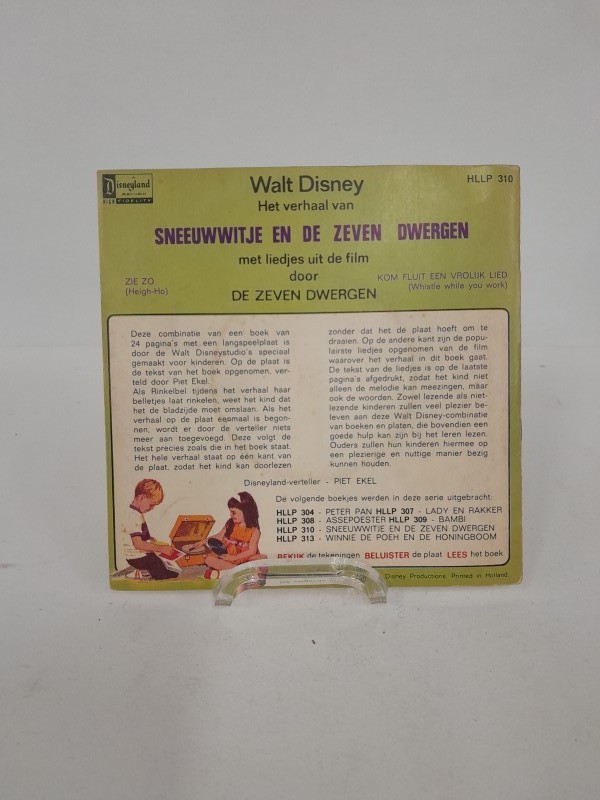 Disneyland
HIGH FIDELITY
HLLP 310
Walt Disney
Het verhaal van
SNEEUWWITJE EN DE ZEVEN DWERGEN
met liedjes uit de film
door
DE ZEVEN DWERGEN
ZIE ZO
(Heigh-Ho)
KOM FLUIT EEN VROLIJK LIED
(Whistle while you work)
Deze combinatie van een boek van
24 pagina's met een langspeelplaat is
door de Walt Disneystudio's speciaal
gemaakt voor kinderen. Op de plaat is
de tekst van het boek opgenomen, ver-
teld door Piet Ekel.
Als Rinkelbel tijdens het verhaal haar
belletjes laat rinkelen, weet het kind dat
het de bladzijde moet omslaan. Als het
verhaal op de plaat eenmaal is begon-
nen, wordt er door de verteller niets
meer aan toegevoegd. Deze volgt de
tekst precies zoals die in het boek staat.
Het hele verhaal staat op één kant van
de plaat, zodat het kind kan doorlezen
zonder dat het de plaat hoeft om te
draaien. Op de andere kant zijn de popu-
lairste liedjes opgenomen van de film
waarover het verhaal in dit boek gaat.
De tekst van de liedjes is op de laatste
pagina's afgedrukt, zodat het kind niet
alleen de melodie kan meezingen, maar
ook de woorden. Zowel lezende als niet-
lezende kinderen zullen veel plezier be-
leven aan deze Walt Disney-combinatie
van boeken en platen, die bovendien een
goede hulp kan zijn bij het leren lezen.
Ouders zullen hun kinderen hiermee op
een plezierige en nuttige manier bezig
kunnen houden.
Disneyland-verteller - PIET EKEL
De volgende boekjes werden in deze serie uitgebracht:
HLLP 304 - PETER PAN HLLP 307 - LADY EN RAKKER
HLLP 308 - ASSEPOESTER HLLP 309 - BAMBI
HLLP 310 - SNEEUWWITJE EN DE ZEVEN DWERGEN
HLLP 313 - WINNIE DE POEH EN DE HONINGBOOM
BEKIJK de tekeningen BELUISTER de plaat LEES het boek
Disney Productions. Printed in Holland.